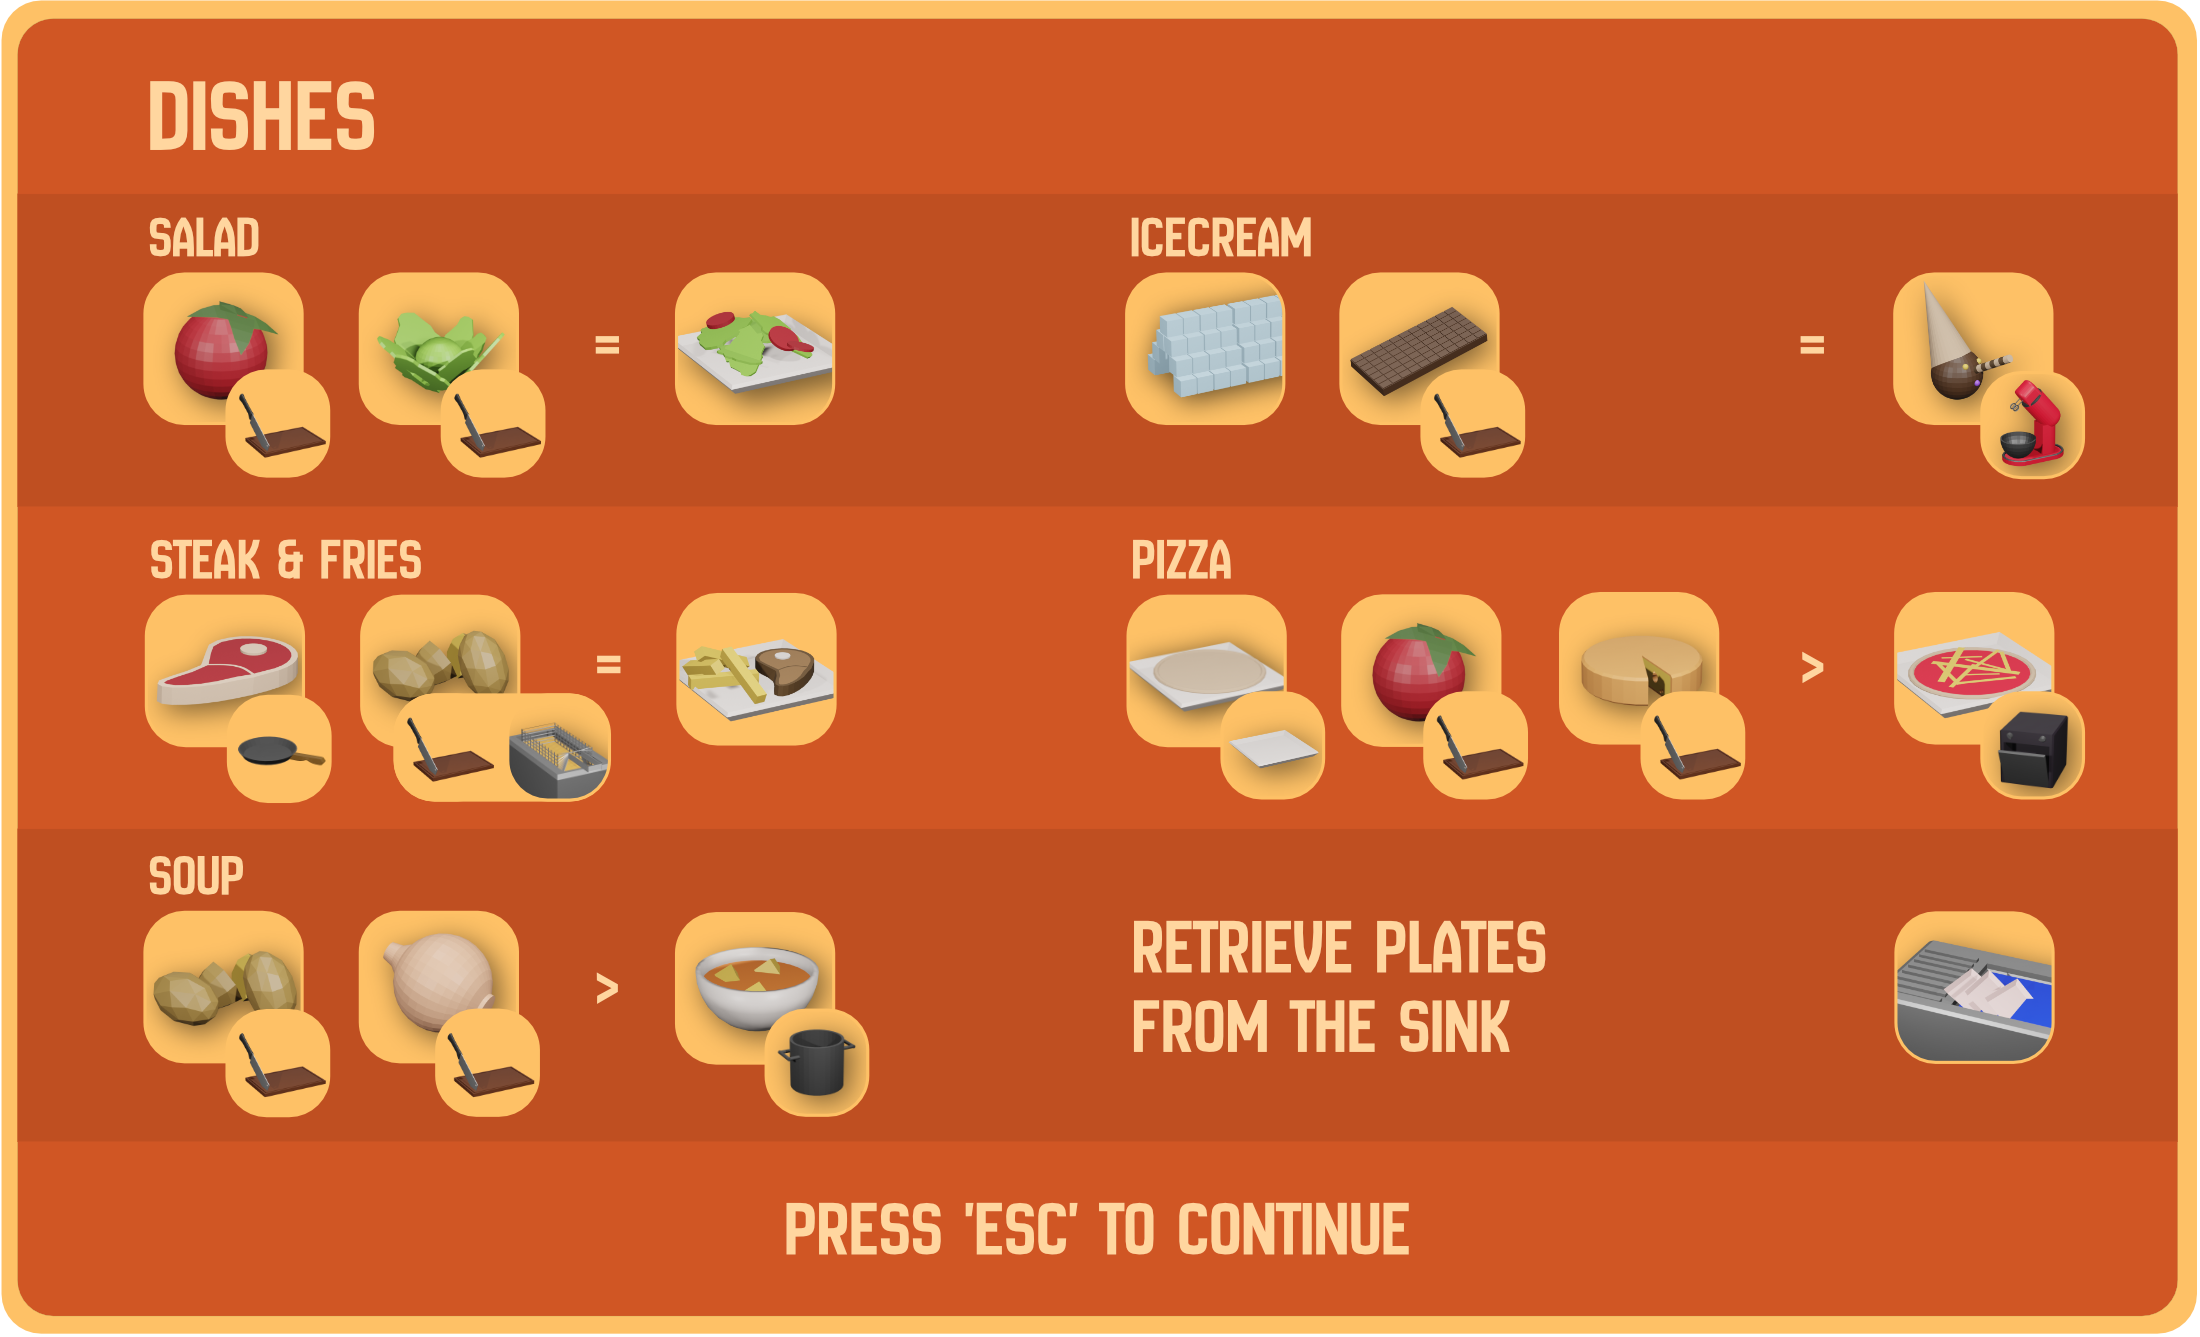 DISHES
SALAD
=
ICECREAM
=
STEAK & FRIES
=
PIZZA
>
SOUP
>
RETRIEVE PLATES
FROM THE SINK
PRESS 'ESC' TO CONTINUE